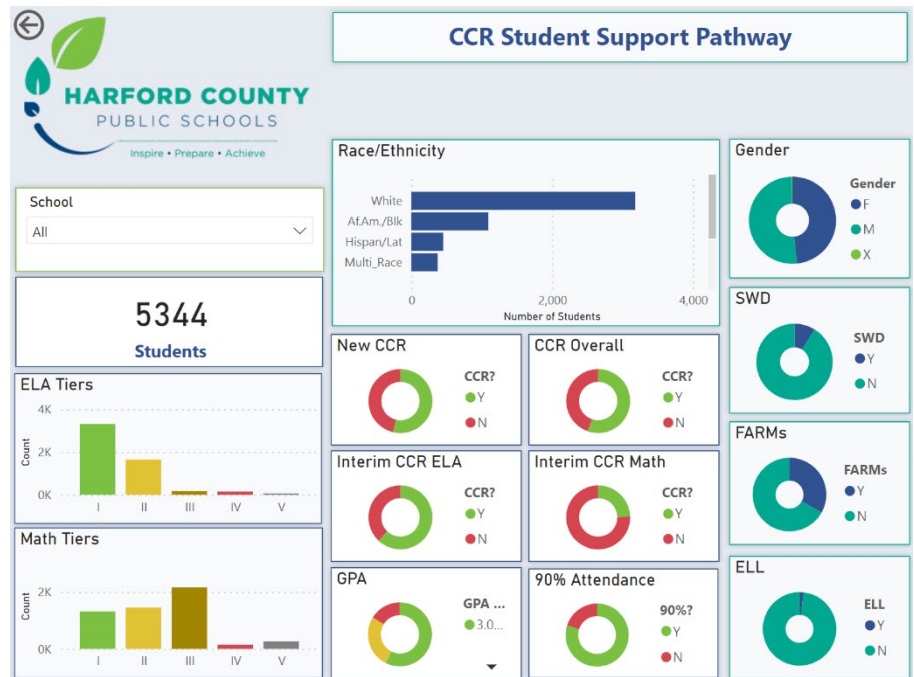 CCR Student Support Pathway
HARFORD COUNTY
PUBLIC SCHOOLS
Inspire • Prepare • Achieve
School
All
5344
Students
ELA Tiers
4K
2K
0K
Count
I II III IV V
Math Tiers
2K
0K
Count
I II III IV V
Race/Ethnicity
White
Af.Am./Blk
Hispan/Lat
Multi_Race
0 2,000 4,000
Number of Students
New CCR
CCR?
Y
N
CCR Overall
CCR?
Y
N
Interim CCR ELA
CCR?
Y
N
Interim CCR Math
CCR?
Y
N
GPA
GPA ...
3.0...
90% Attendance
90%?
Y
N
Gender
Gender
F
M
X
SWD
SWD
Y
N
FARMs
FARMs
Y
N
ELL
ELL
Y
N